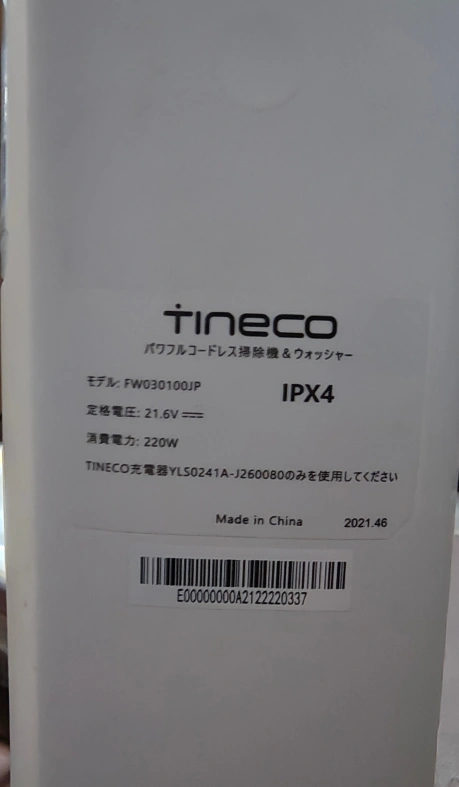 TINECO
パワフルコードレス掃除機＆ウォッシャー
モデル: FW030100JP
IPX4
定格電圧: 21.6V ⎓
消費電力: 220W
TINECO充電器YLS0241A-J260080のみを使用してください
Made in China 2021.46
E00000000A2122220337